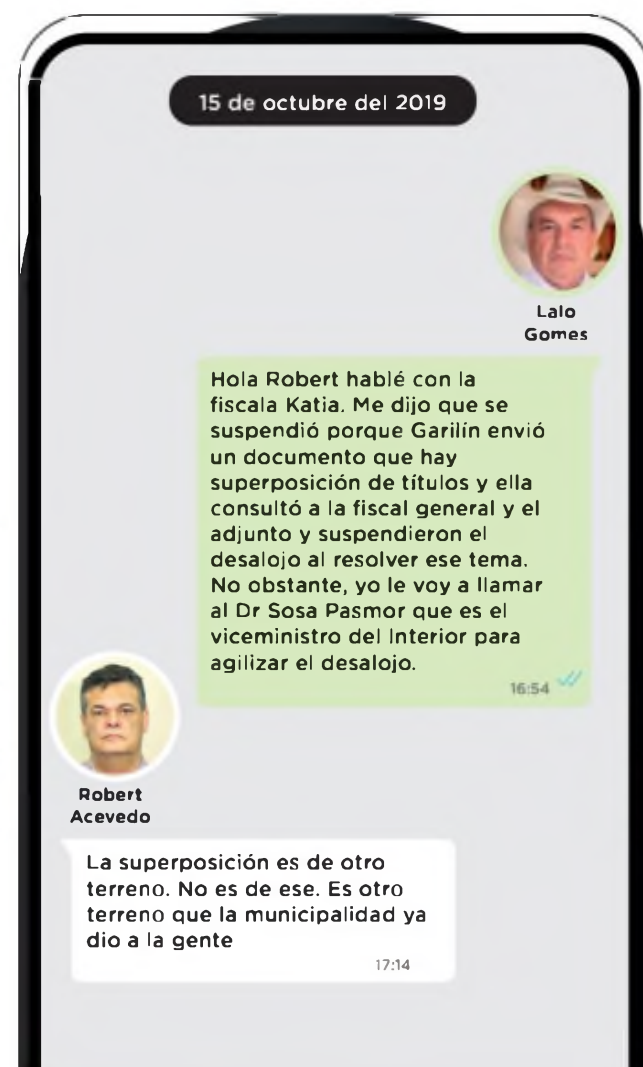 15 de octubre del 2019
Lalo
Gomes
Hola Robert hablé con la
fiscala Katia. Me dijo que se
suspendió porque Garilín envió
un documento que hay
superposición de títulos y ella
consultó a la fiscal general y el
adjunto y suspendieron el
desalojo al resolver ese tema.
No obstante, yo le voy a llamar
al Dr Sosa Pasmor que es el
viceministro del Interior para
agilizar el desalojo.
16:54
Robert
Acevedo
La superposición es de otro
terreno. No es de ese. Es otro
terreno que la municipalidad ya
dio a la gente
17:14